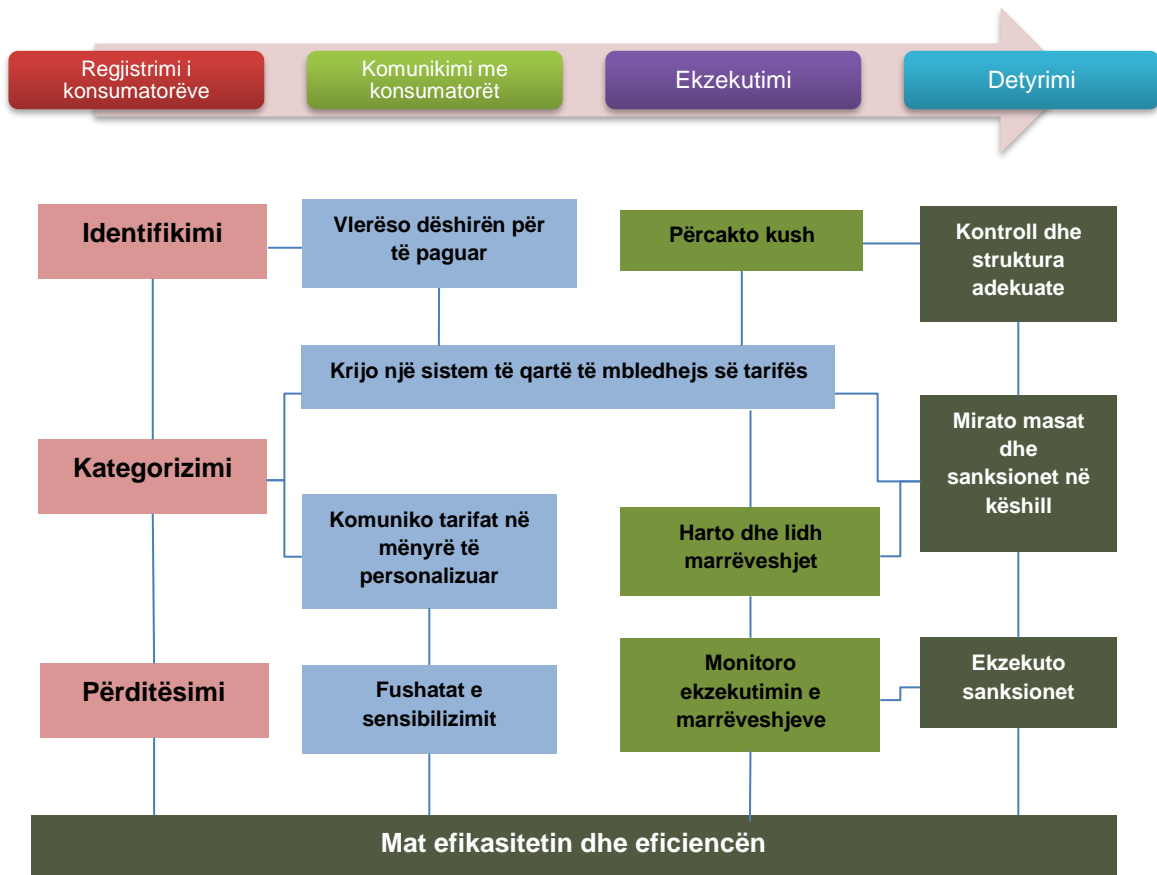 Regjistrimi i
konsumatorëve
Komunikimi me
konsumatorët
Ekzekutimi
Detyrimi
Identifikimi
Vlerëso dëshirën për
të paguar
Përcakto kush
Kontroll dhe
struktura
adekuate
Krijo një sistem të qartë të mbledhejs së tarifës
Kategorizimi
Mirato masat
dhe
sanksionet në
këshill
Komuniko tarifat në
mënyrë të
personalizuar
Harto dhe lidh
marrëveshjet
Përditësimi
Fushatat e
sensibilizimit
Monitoro
ekzekutimin e
marrëveshjeve
Ekzekuto
sanksionet
Mat efikasitetin dhe eficiencën